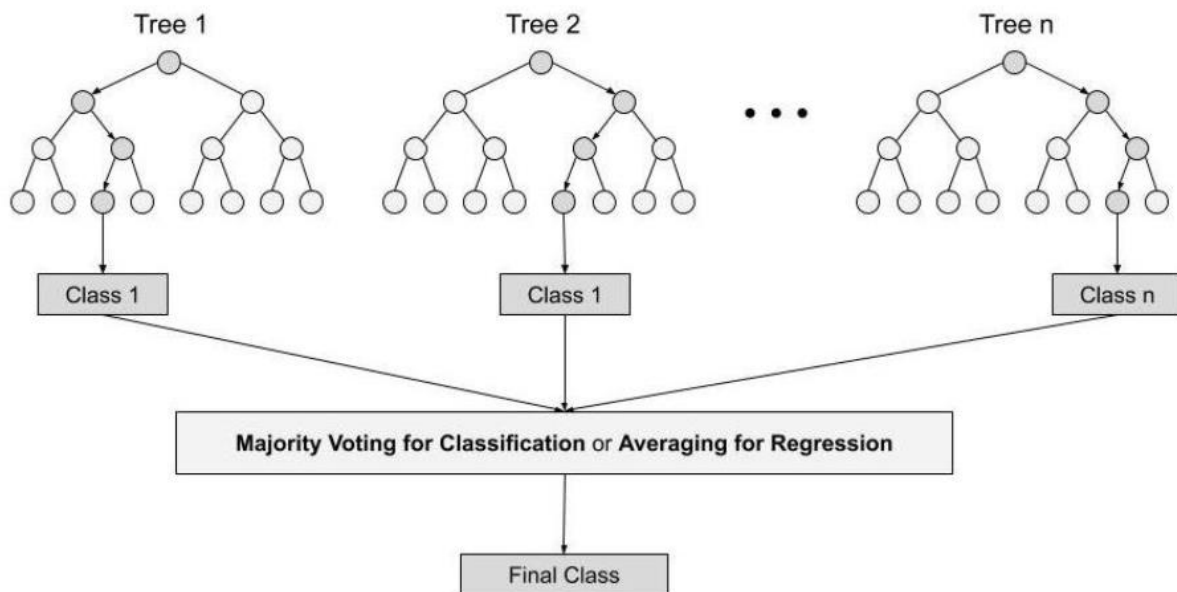 Tree 1
Tree 2
Tree n
Class 1
Class 1
Class n
Majority Voting for Classification or Averaging for Regression
Final Class